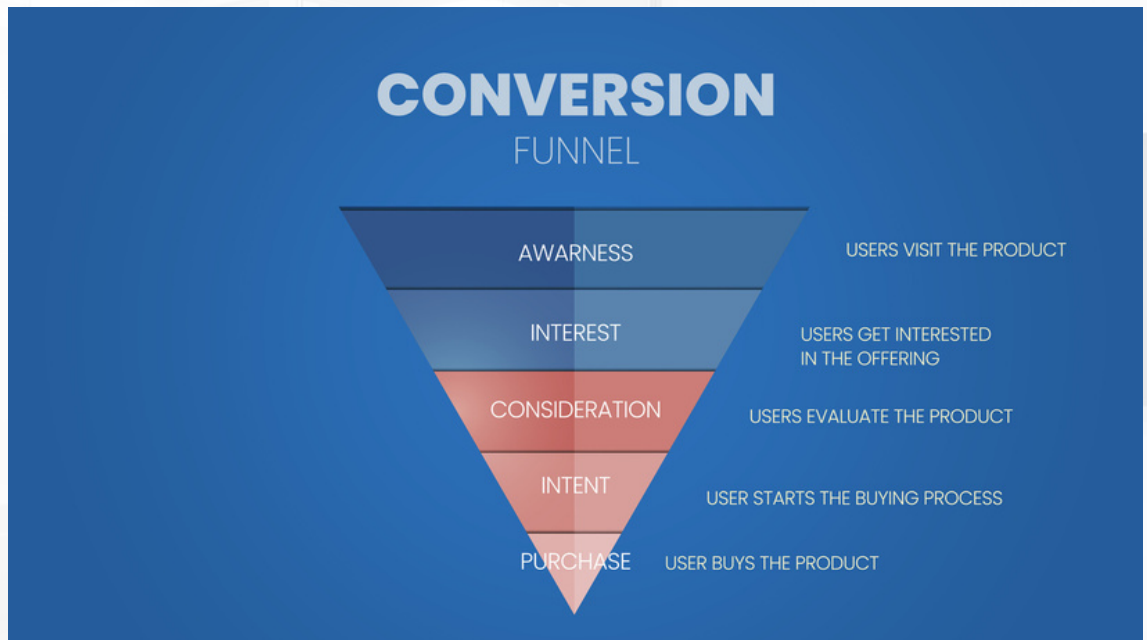 CONVERSION
FUNNEL
AWARNESS
USERS VISIT THE PRODUCT
INTEREST
USERS GET INTERESTED
IN THE OFFERING
CONSIDERATION
USERS EVALUATE THE PRODUCT
INTENT
USER STARTS THE BUYING PROCESS
PURCHASE
USER BUYS THE PRODUCT